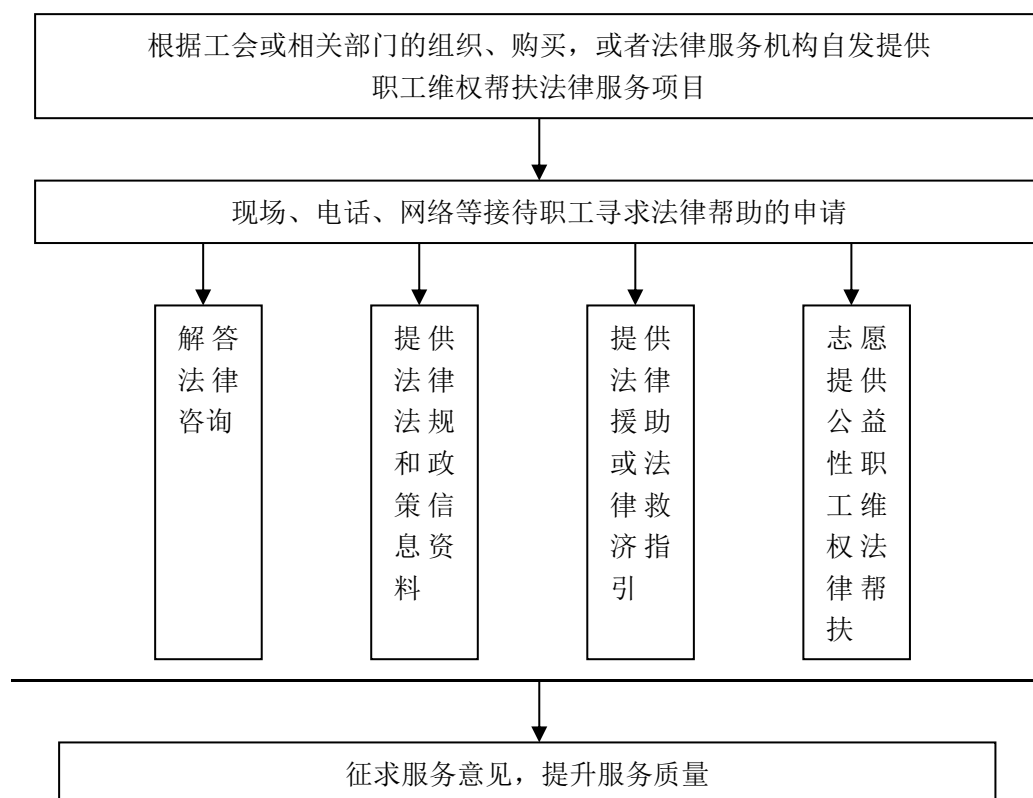 根据工会或相关部门的组织、购买，或者法律服务机构自发提供
职工维权帮扶法律服务项目
现场、电话、网络等接待职工寻求法律帮助的申请
解答
法律
咨询
提供
法律
法规
和政
策信
息资
料
提供
法律
援助
或法
律救
济指
引
志愿
提供
公益
性职
工维
权法
律帮
扶
征求服务意见，提升服务质量